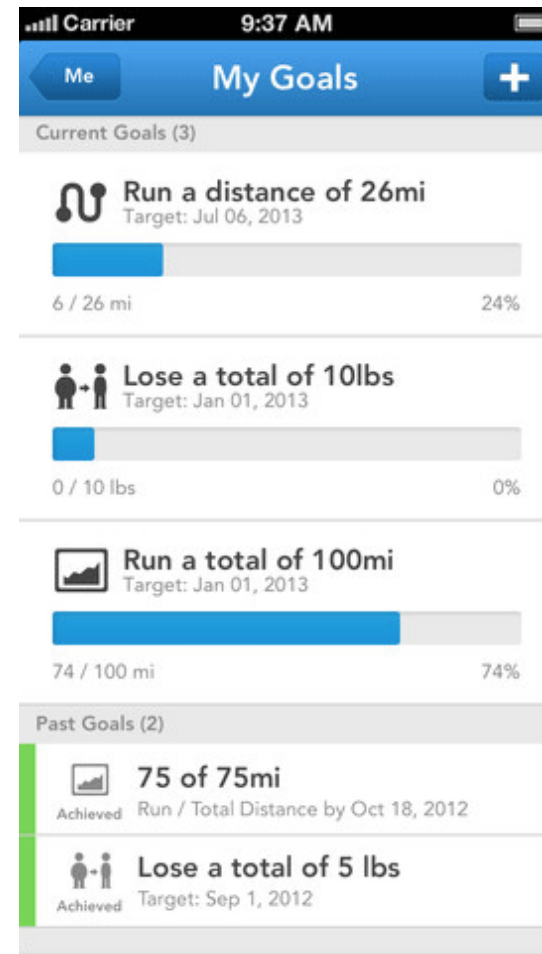 Carrier 9:37 AM
Me My Goals +
Current Goals (3)
Run a distance of 26mi
Target: Jul 06, 2013
6 / 26 mi 24%
Lose a total of 10lbs
Target: Jan 01, 2013
0 / 10 lbs 0%
Run a total of 100mi
Target: Jan 01, 2013
74 / 100 mi 74%
Past Goals (2)
75 of 75mi
Achieved Run / Total Distance by Oct 18, 2012
Lose a total of 5 lbs
Achieved Target: Sep 1, 2012